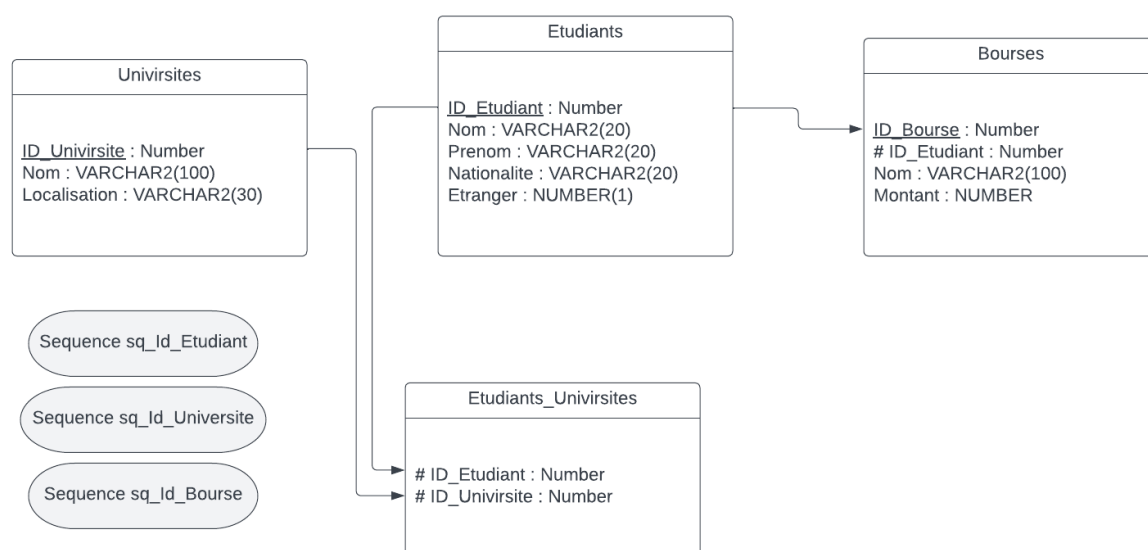 Univirsites
ID_Univirsite : Number
Nom : VARCHAR2(100)
Localisation : VARCHAR2(30)
Etudiants
ID_Etudiant : Number
Nom : VARCHAR2(20)
Prenom : VARCHAR2(20)
Nationalite : VARCHAR2(20)
Etranger : NUMBER(1)
Bourses
ID_Bourse : Number
# ID_Etudiant : Number
Nom : VARCHAR2(100)
Montant : NUMBER
Sequence sq_Id_Etudiant
Sequence sq_Id_Universite
Sequence sq_Id_Bourse
Etudiants_Univirsites
# ID_Etudiant : Number
# ID_Univirsite : Number